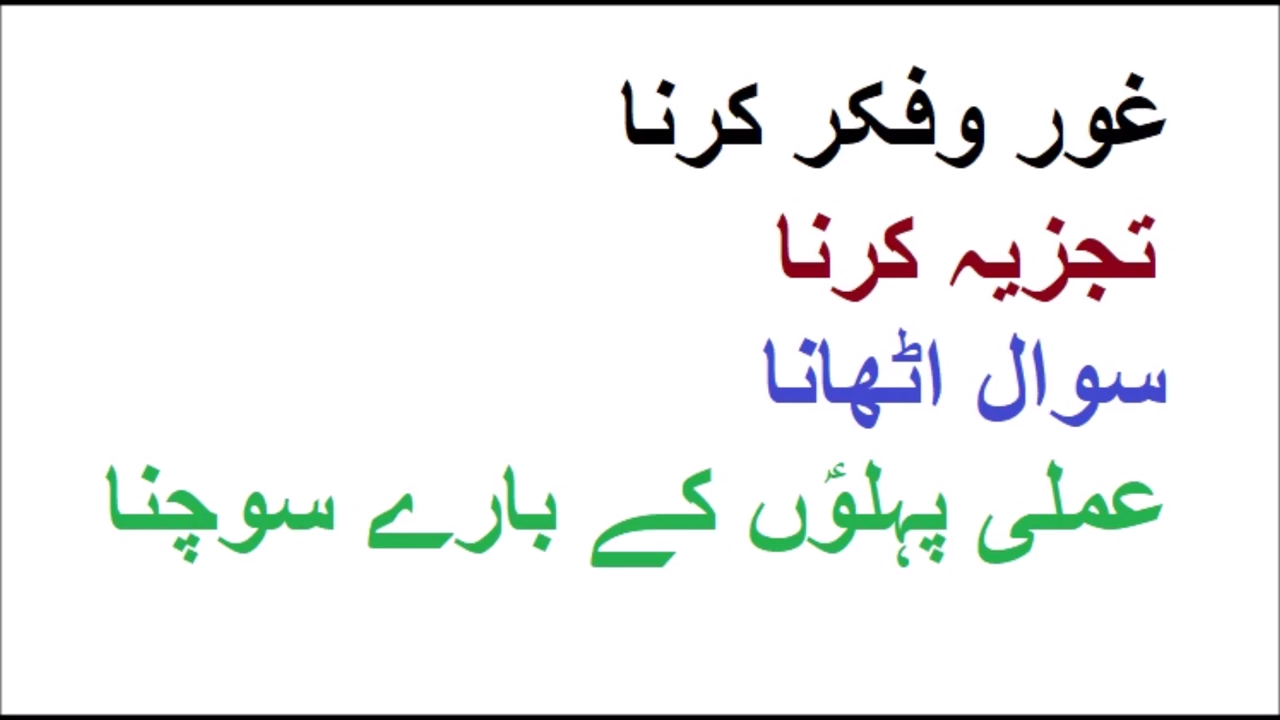 غور وفکر کرنا
تجزیہ کرنا
سوال اٹھانا
عملی پہلوؤں کے بارے سوچنا